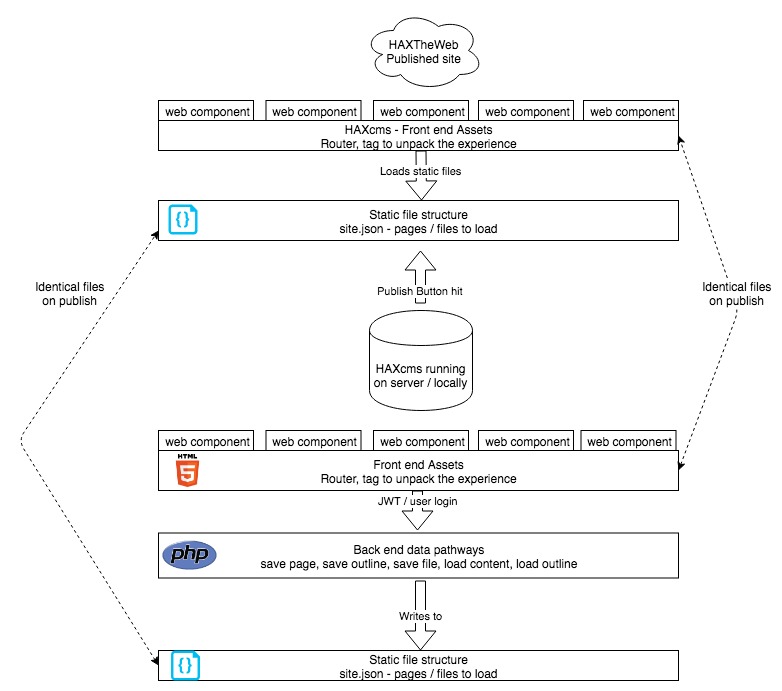 HAXTheWeb
Published site
web component
web component
web component
web component
web component
HAXcms - Front end Assets
Router, tag to unpack the experience
Loads static files
{}
Static file structure
site.json - pages / files to load
Identical files
on publish
Identical files
on publish
Publish Button hit
HAXcms running
on server / locally
web component
web component
web component
web component
web component
HTML
5
Front end Assets
Router, tag to unpack the experience
JWT / user login
php
Back end data pathways
save page, save outline, save file, load content, load outline
Writes to
{}
Static file structure
site.json - pages / files to load